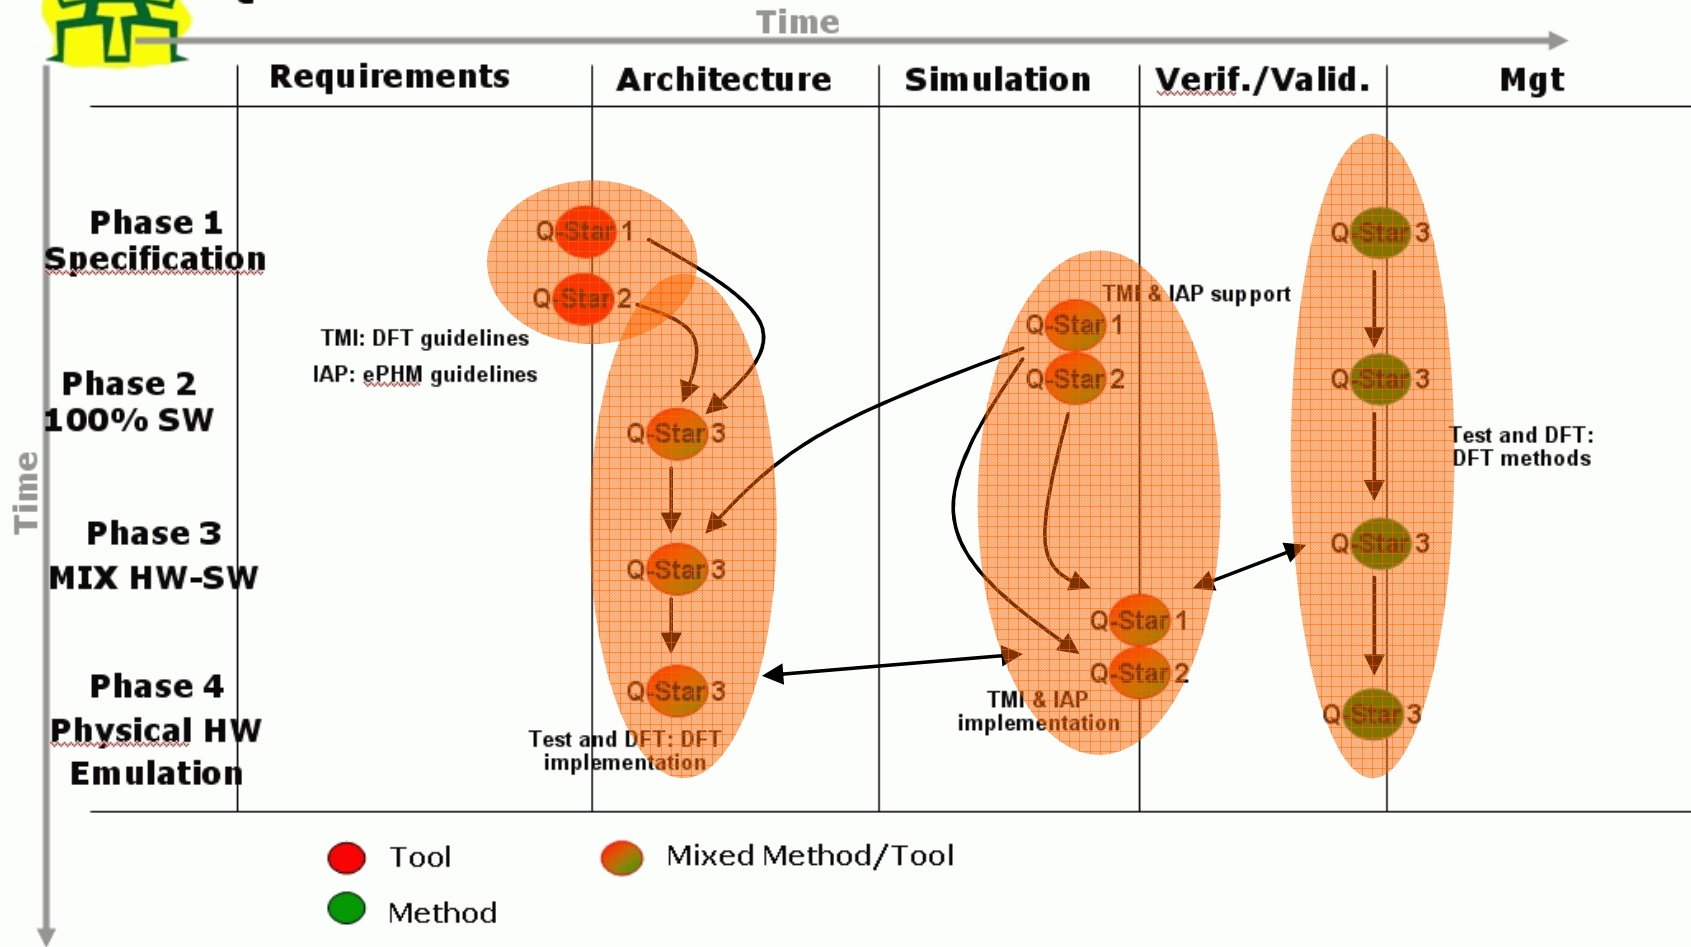 Time
Requirements
Architecture
Simulation
Verif./Valid.
Mgt
Time
Phase 1
Specification
Phase 2
100% SW
Phase 3
MIX HW-SW
Phase 4
Physical HW
Emulation
Q-Star 1
Q-Star 2
TMI: DFT guidelines
IAP: ePHM guidelines
Q-Star 3
Q-Star 3
Q-Star 3
Test and DFT: DFT
implementation
TMI & IAP support
Q-Star 1
Q-Star 2
Q-Star 1
Q-Star 2
TMI & IAP
implementation
Q-Star 3
Q-Star 3
Q-Star 3
Q-Star 3
Test and DFT:
DFT methods
Tool
Mixed Method/Tool
Method